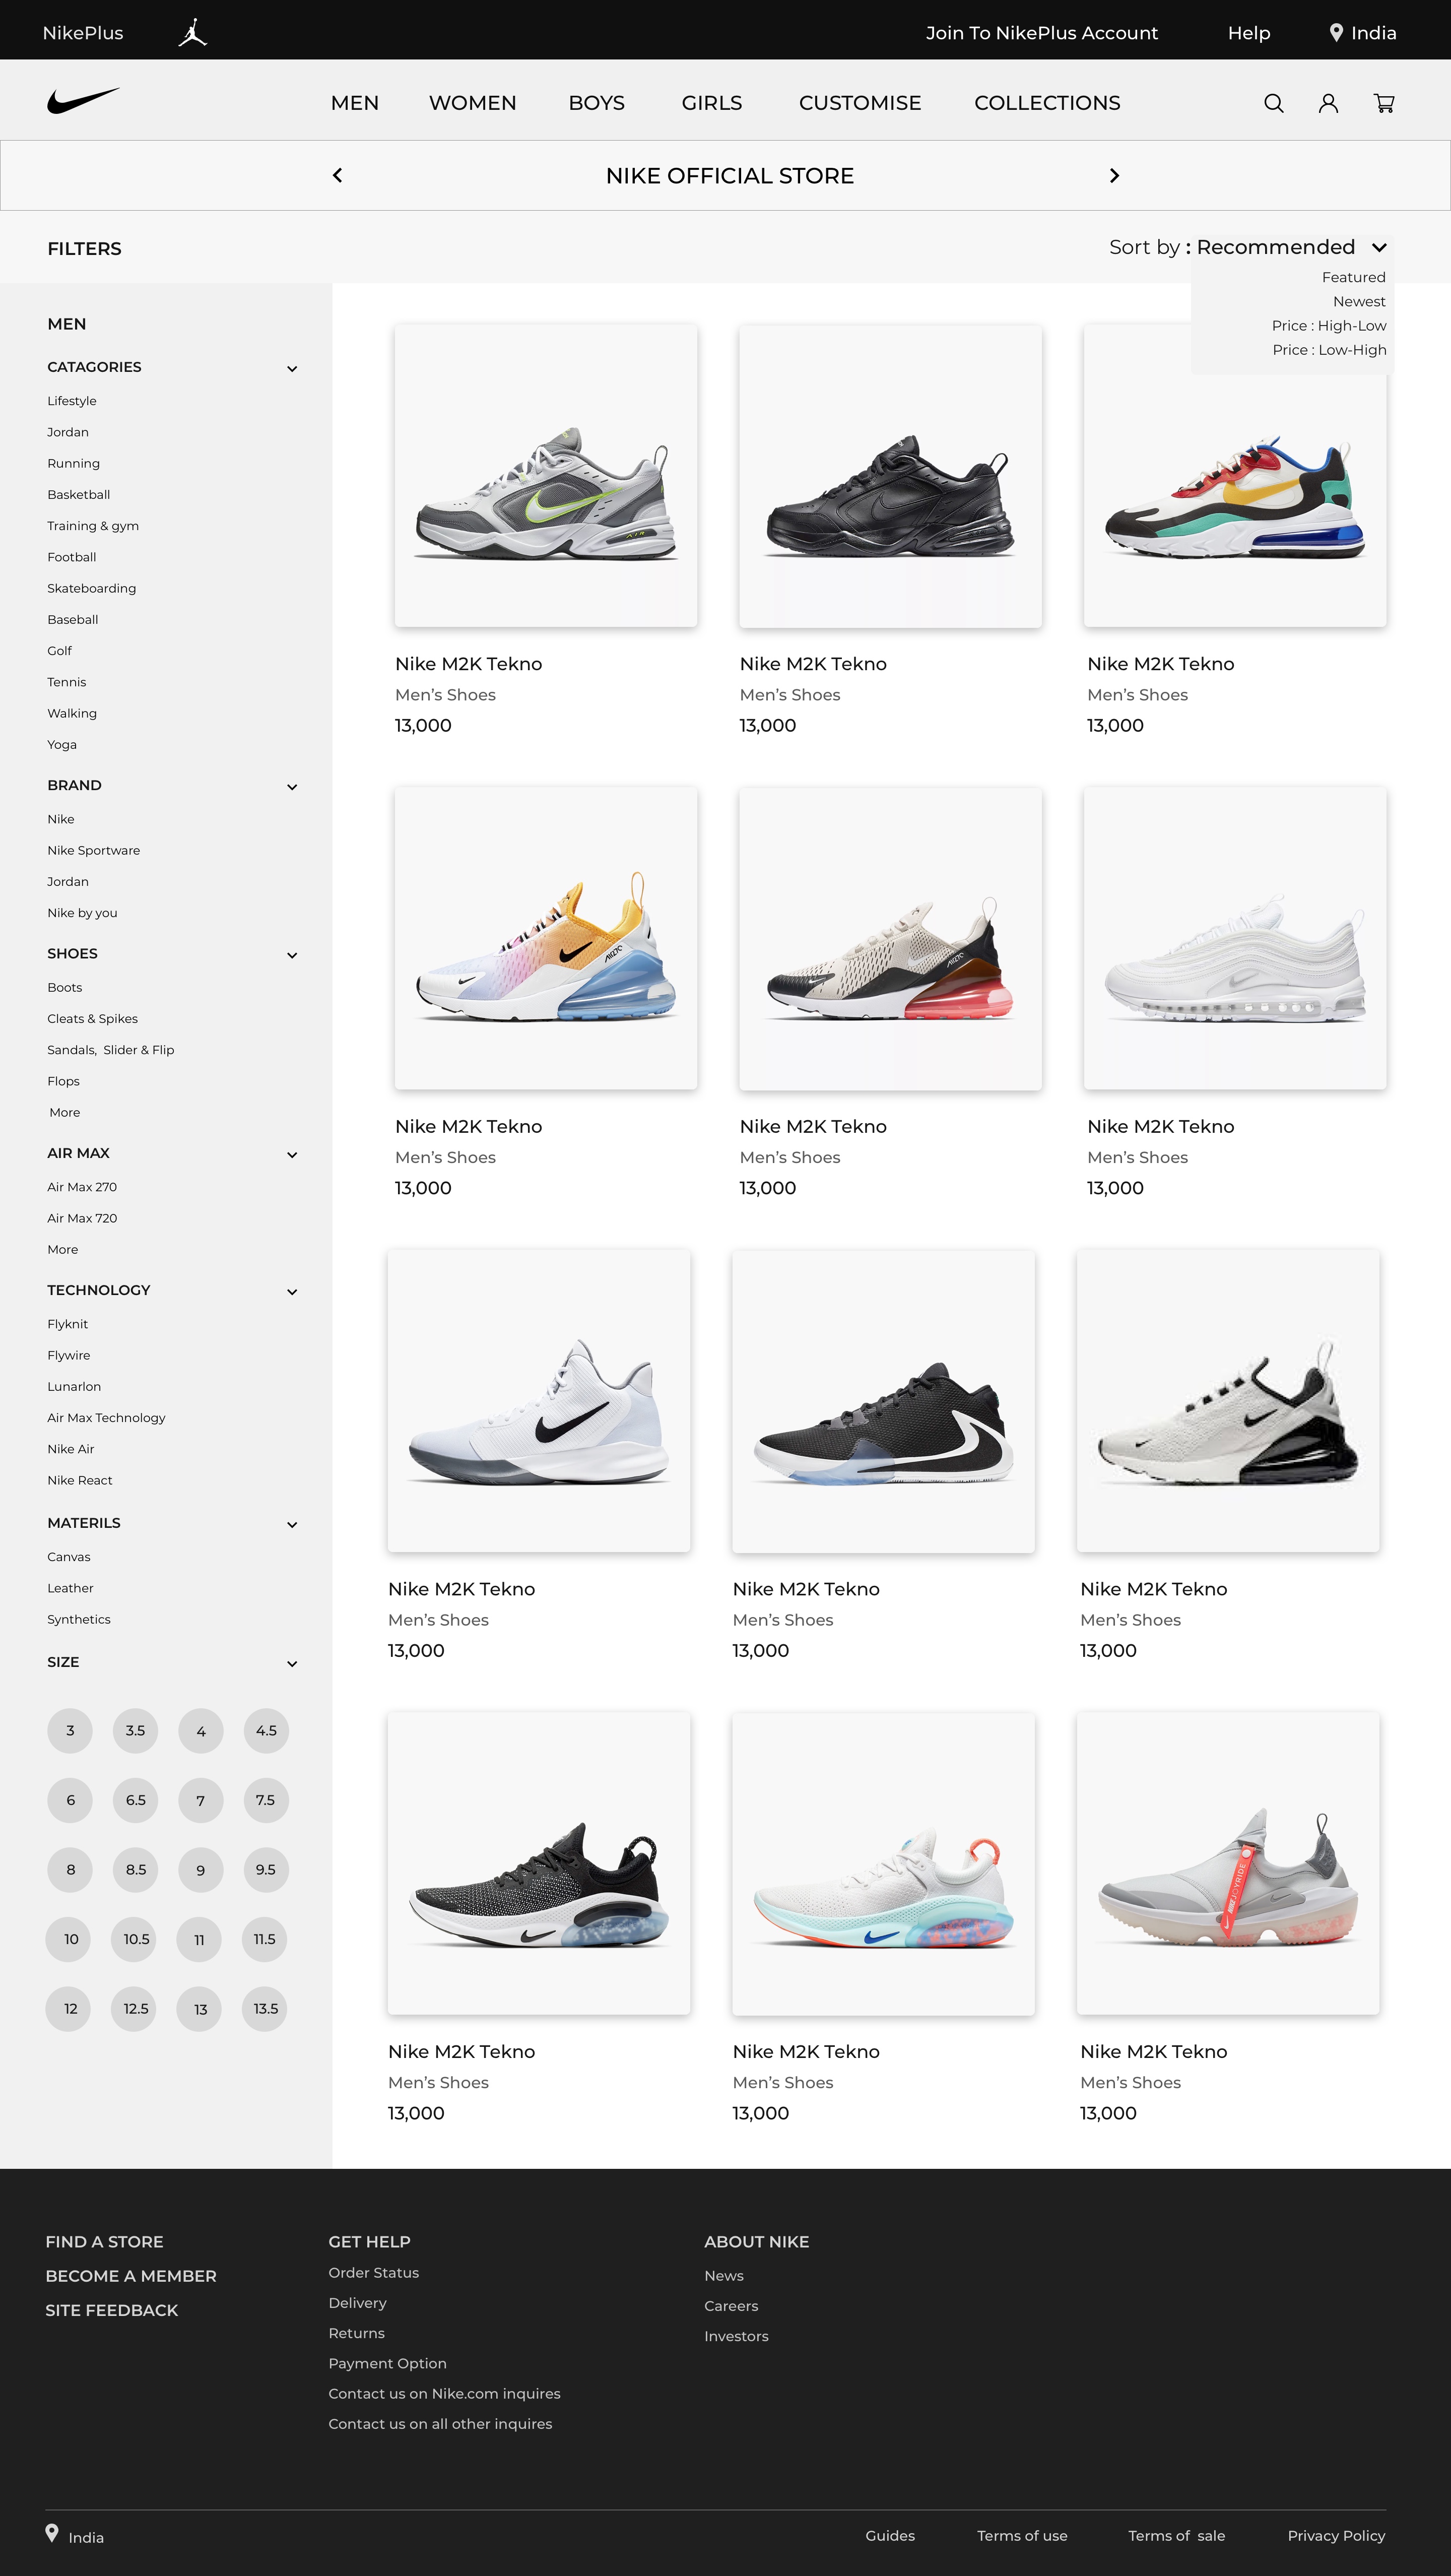 NikePlus
Join To NikePlus Account
Help
India
MEN WOMEN BOYS GIRLS CUSTOMISE COLLECTIONS
NIKE OFFICIAL STORE
FILTERS
Sort by : Recommended
Featured
Newest
Price : High-Low
Price : Low-High
MEN
CATAGORIES
Lifestyle
Jordan
Running
Basketball
Training & gym
Football
Skateboarding
Baseball
Golf
Tennis
Walking
Yoga
BRAND
Nike
Nike Sportware
Jordan
Nike by you
SHOES
Boots
Cleats & Spikes
Sandals, Slider & Flip
Flops
More
AIR MAX
Air Max 270
Air Max 720
More
TECHNOLOGY
Flyknit
Flywire
Lunarlon
Air Max Technology
Nike Air
Nike React
MATERILS
Canvas
Leather
Synthetics
SIZE
3 3.5 4 4.5
6 6.5 7 7.5
8 8.5 9 9.5
10 10.5 11 11.5
12 12.5 13 13.5
AIR
Nike M2K Tekno
Men's Shoes
13,000
Nike M2K Tekno
Men's Shoes
13,000
Nike M2K Tekno
Men's Shoes
13,000
Nike M2K Tekno
Men's Shoes
13,000
Nike M2K Tekno
Men's Shoes
13,000
Nike M2K Tekno
Men's Shoes
13,000
Nike M2K Tekno
Men's Shoes
13,000
Nike M2K Tekno
Men's Shoes
13,000
Nike M2K Tekno
Men's Shoes
13,000
Nike M2K Tekno
Men's Shoes
13,000
Nike M2K Tekno
Men's Shoes
13,000
JOYRIDE
Nike M2K Tekno
Men's Shoes
13,000
FIND A STORE
BECOME A MEMBER
SITE FEEDBACK
GET HELP
Order Status
Delivery
Returns
Payment Option
Contact us on Nike.com inquires
Contact us on all other inquires
ABOUT NIKE
News
Careers
Investors
India
Guides
Terms of use
Terms of sale
Privacy Policy